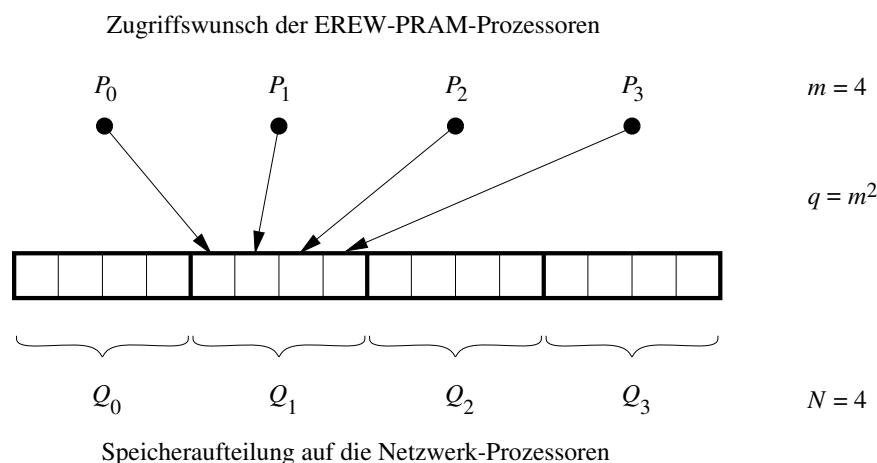 Zugriffswunsch der EREW-PRAM-Prozessoren
P0 P1 P2 P3 m = 4
q = m²
Q0 Q1 Q2 Q3 N = 4
Speicheraufteilung auf die Netzwerk-Prozessoren